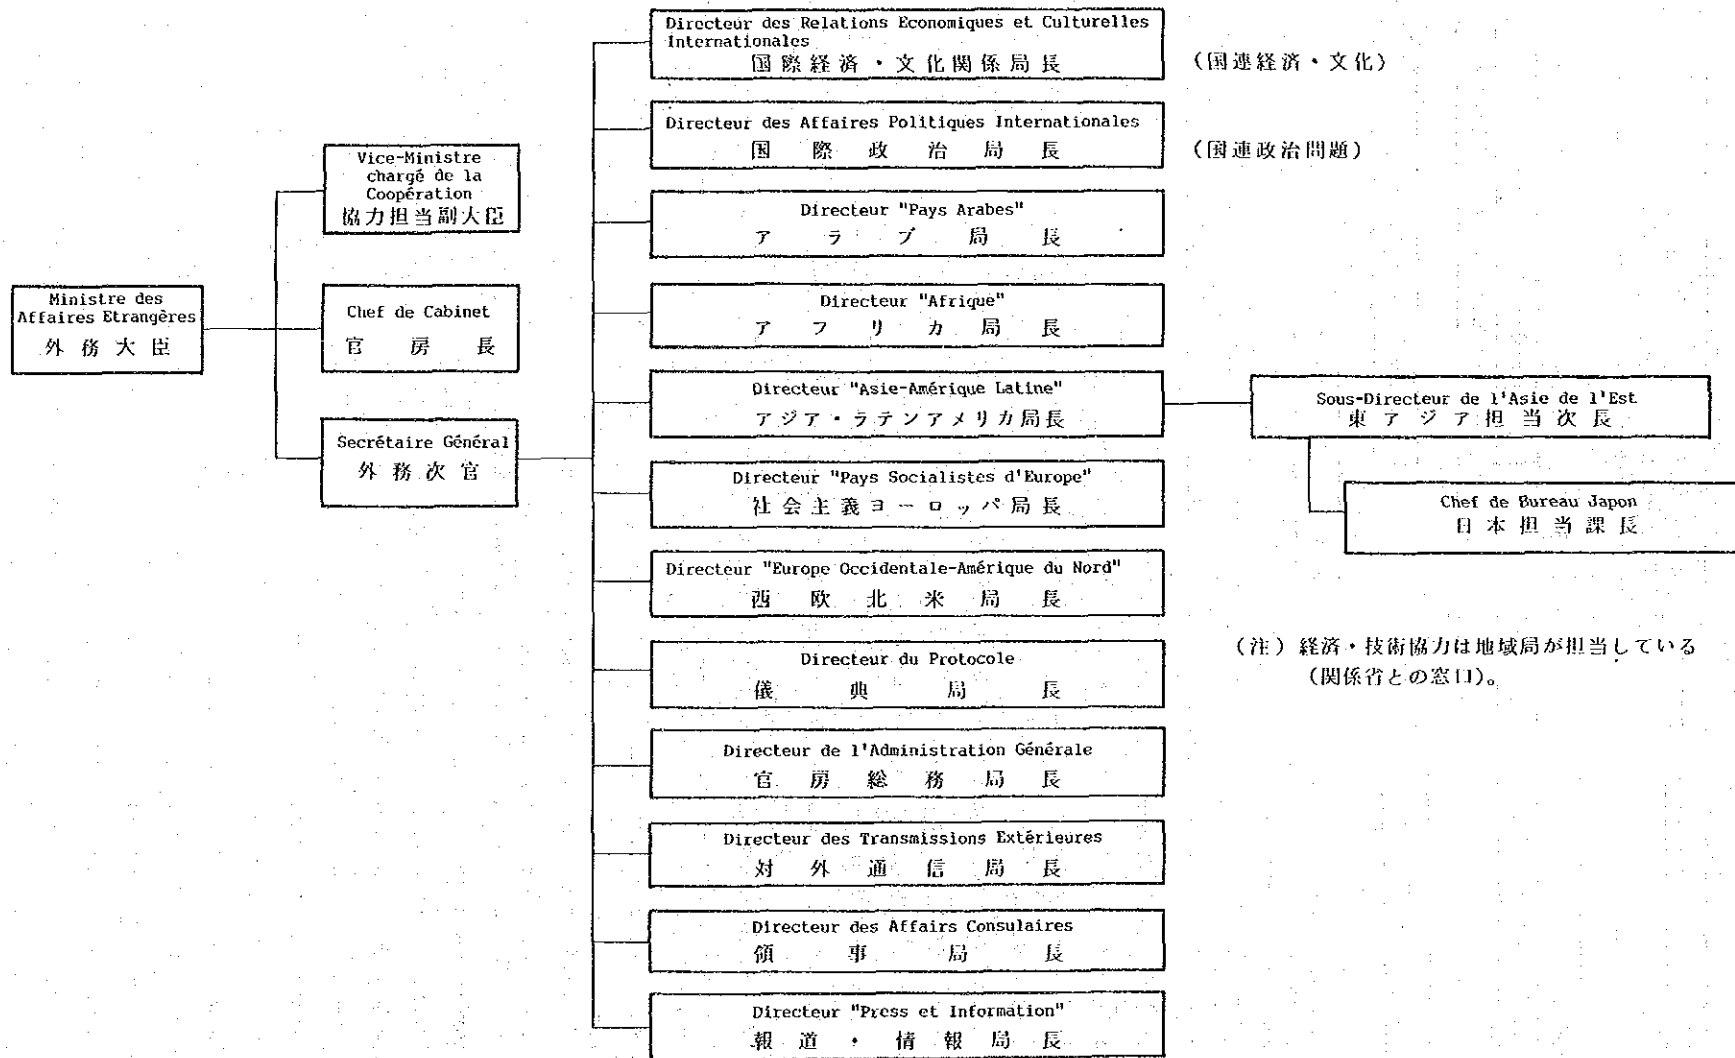 Ministre des
Affaires Etrangères
外務大臣
Vice-Ministre
chargé de la
Coopération
協力担当副大臣
Chef de Cabinet
官房長
Secrétaire Général
外務次官
Directeur des Relations Economiques et Culturelles
Internationales
国際経済・文化関係局長
(国連経済・文化)
Directeur des Affaires Politiques Internationales
国際政治局長
(国連政治問題)
Directeur "Pays Arabes"
アラブ局長
Directeur "Afrique"
アフリカ局長
Directeur "Asie-Amérique Latine"
アジア・ラテンアメリカ局長
Sous-Directeur de l'Asie de l'Est
東アジア担当次長
Chef de Bureau Japon
日本担当課長
Directeur "Pays Socialistes d'Europe"
社会主義ヨーロッパ局長
Directeur "Europe Occidentale-Amérique du Nord"
西欧北米局長
Directeur du Protocole
儀典局長
Directeur de l'Administration Générale
官房総務局長
Directeur des Transmissions Extérieures
対外通信局長
Directeur des Affairs Consulaires
領事局長
Directeur "Press et Information"
報道・情報局長
(注) 経済・技術協力は地域局が担当している
(関係省との窓口)。